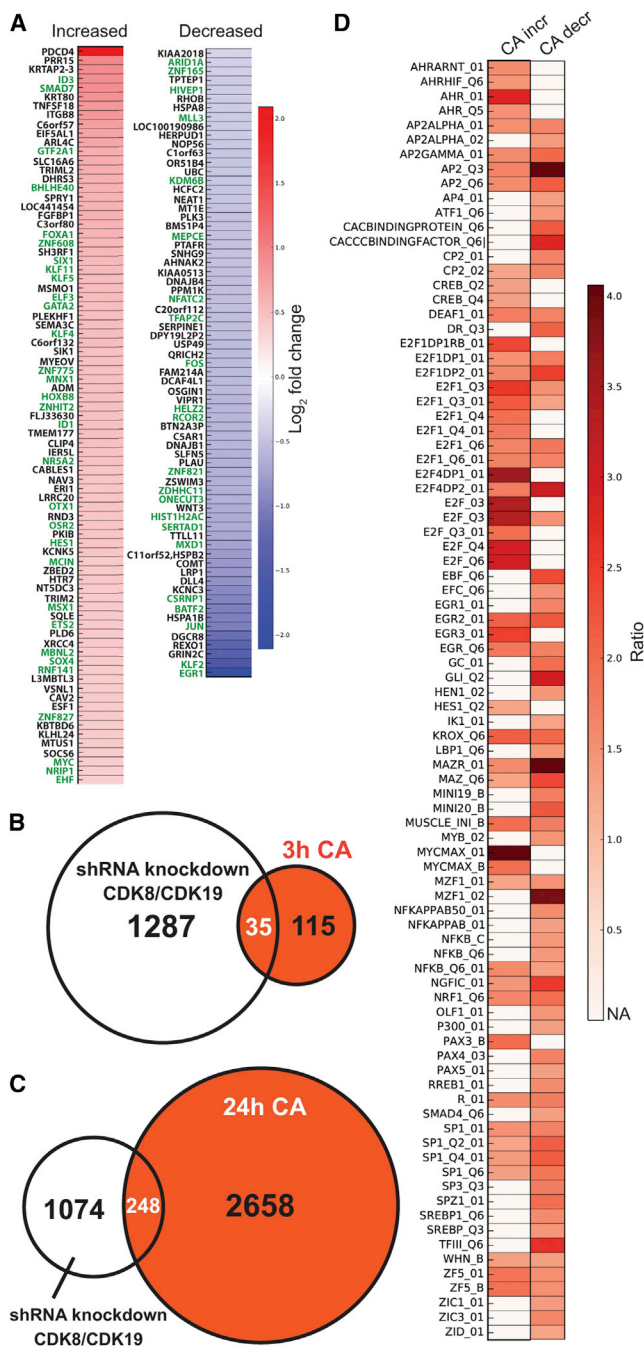 A
Increased
PDCD4
PRR15
KRTAP2-3
ID3
SMAD7
KRT80
TNFSF18
ITGB8
C6orf57
EIF5AL1
ARL4C
GTF2A1
SLC16A6
TRIML2
DHRS3
BHLHE40
SPRY1
LOC441454
FGFBP1
C3orf80
FOXA1
ZNF608
SH3RF1
SIX1
KLF11
KLF5
MSMO1
ELF3
GATA2
PLEKHF1
SEMA3C
KLF4
C6orf132
SIK1
MYEOV
ZNF775
MNX1
ADM
HOXB8
ZNHIT2
FLJ33630
ID1
TMEM177
CLIP4
IER5L
NR5A2
CABLES1
NAV3
ERI1
LRRC20
OTX1
RND3
OSR2
PKIB
HES1
KCNK5
MCIN
ZBED2
HTR7
NT5DC3
TRIM2
MSX1
SQLE
ETS2
PLD6
XRCC4
MBNL2
SOX4
RNF141
L3MBTL3
VSNL1
CAV2
ESF1
ZNF827
KBTBD6
KLHL24
MTUS1
SOCS6
MYC
NRIP1
EHF
Decreased
KIAA2018
ARID1A
ZNF165
TPTEP1
HIVEP1
RHOB
HSPA8
MLL3
LOC100190986
HERPUD1
NOP56
C1orf63
OR51B4
UBC
KDM6B
HCFC2
NEAT1
MT1E
PLK3
BMS1P4
MEPCE
PTAFR
SNHG9
AHNAK2
KIAA0513
DNAJB4
PPM1K
NFATC2
C20orf112
TFAP2C
SERPINE1
DPY19L2P2
USP49
QRICH2
FOS
FAM214A
DCAF4L1
OSGIN1
VIPR1
HELZ2
RCOR2
BTN2A3P
C5AR1
DNAJB1
SLFN5
PLAU
ZNF821
ZSWIM3
ZDHHC11
ONECUT3
WNT3
HIST1H2AC
SERTAD1
TTLL11
MXD1
C11orf52,HSPB2
COMT
LRP1
DLL4
KCNC3
CSRNP1
BATF2
HSPA1B
JUN
DGCR8
REXO1
GRIN2C
KLF2
EGR1
2.0
1.5
1.0
0.5
0.0
-0.5
-1.0
-1.5
-2.0
Log2 fold change
B
shRNA knockdown
CDK8/CDK19
1287
35
3h CA
115
C
24h CA
1074
248
2658
shRNA knockdown
CDK8/CDK19
D
CA incr
CA decr
AHRARNT_01
AHRHIF_Q6
AHR_01
AHR_Q5
AP2ALPHA_01
AP2ALPHA_02
AP2GAMMA_01
AP2_Q3
AP2_Q6
AP4_01
ATF1_Q6
CACBINDINGPROTEIN_Q6
CACCCBINDINGFACTOR_Q6|
CP2_01
CP2_02
CREB_Q2
CREB_Q4
DEAF1_01
DR_Q3
E2F1DP1RB_01
E2F1DP1_01
E2F1DP2_01
E2F1_Q3
E2F1_Q3_01
E2F1_Q4
E2F1_Q4_01
E2F1_Q6
E2F1_Q6_01
E2F4DP1_01
E2F4DP2_01
E2F_03
E2F_Q3
E2F_Q3_01
E2F_Q4
E2F_Q6
EBF_Q6
EFC_Q6
EGR1_01
EGR2_01
EGR3_01
EGR_Q6
GC_01
GLI_Q2
HEN1_02
HES1_Q2
IK1_01
KROX_Q6
LBP1_Q6
MAZR_01
MAZ_Q6
MINI19_B
MINI20_B
MUSCLE_INI_B
MYB_02
MYCMAX_01
MYCMAX_B
MZF1_01
MZF1_02
NFKAPPAB50_01
NFKAPPAB_01
NFKB_C
NFKB_Q6
NFKB_Q6_01
NGFIC_01
NRF1_Q6
OLF1_01
P300_01
PAX3_B
PAX4_03
PAX5_01
RREB1_01
R_01
SMAD4_Q6
SP1_01
SP1_Q2_01
SP1_Q4_01
SP1_Q6
SP3_Q3
SPZ1_01
SREBP1_Q6
SREBP_Q3
TFIII_Q6
WHN_B
ZF5_01
ZF5_B
ZIC1_01
ZIC3_01
ZID_01
4.0
3.5
3.0
2.5
2.0
1.5
1.0
0.5
NA
Ratio